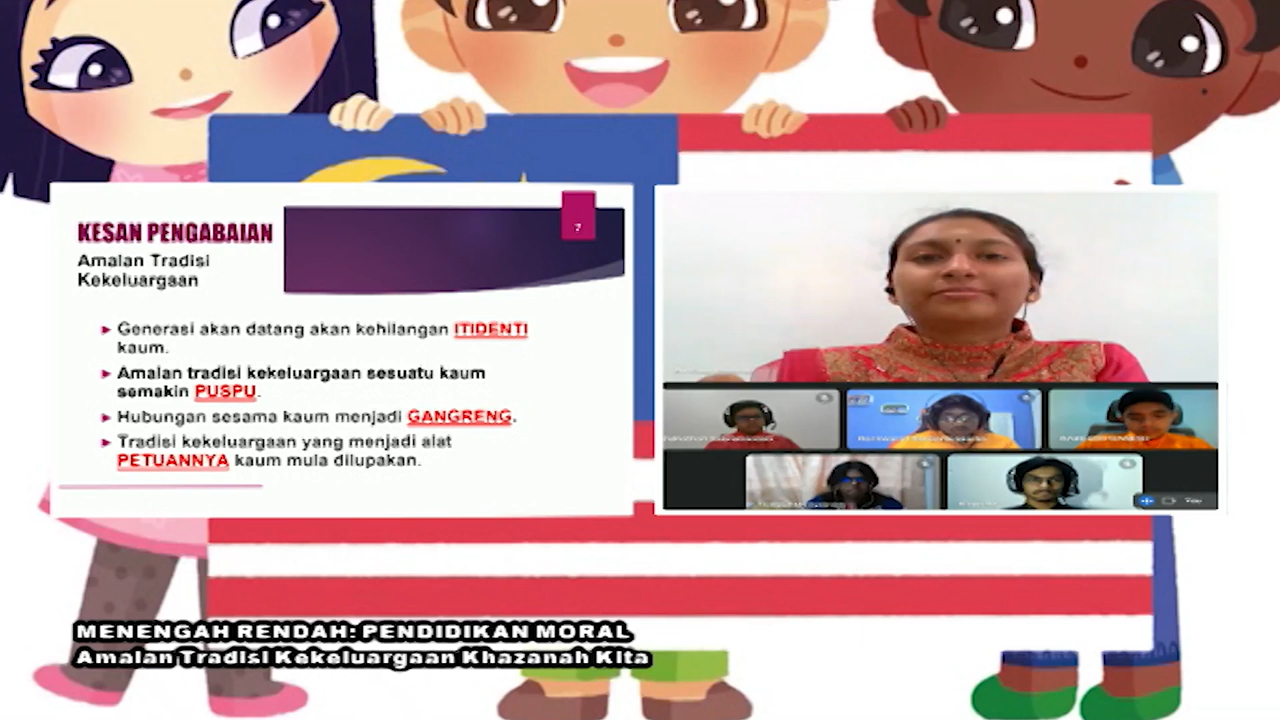 KESAN PENGABAIAN
7
Amalan Tradisi
Kekeluargaan
Generasi akan datang akan kehilangan ITIDENTI
kaum.
Amalan tradisi kekeluargaan sesuatu kaum
semakin PUSPU.
Hubungan sesama kaum menjadi GANGRENG.
Tradisi kekeluargaan yang menjadi alat
PETUANNYA kaum mula dilupakan.
You
MENENGAH RENDAH: PENDIDIKAN MORAL
Amalan Tradisi Kekeluargaan Khazanah Kita